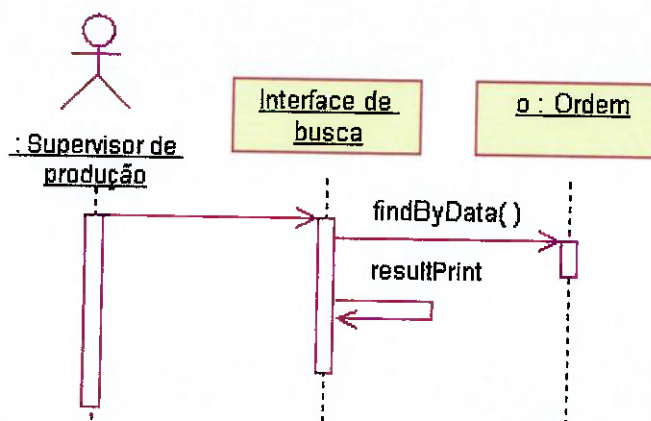 : Supervisor de
produção
Interface de
busca
o : Ordem
findByData( )
resultPrint